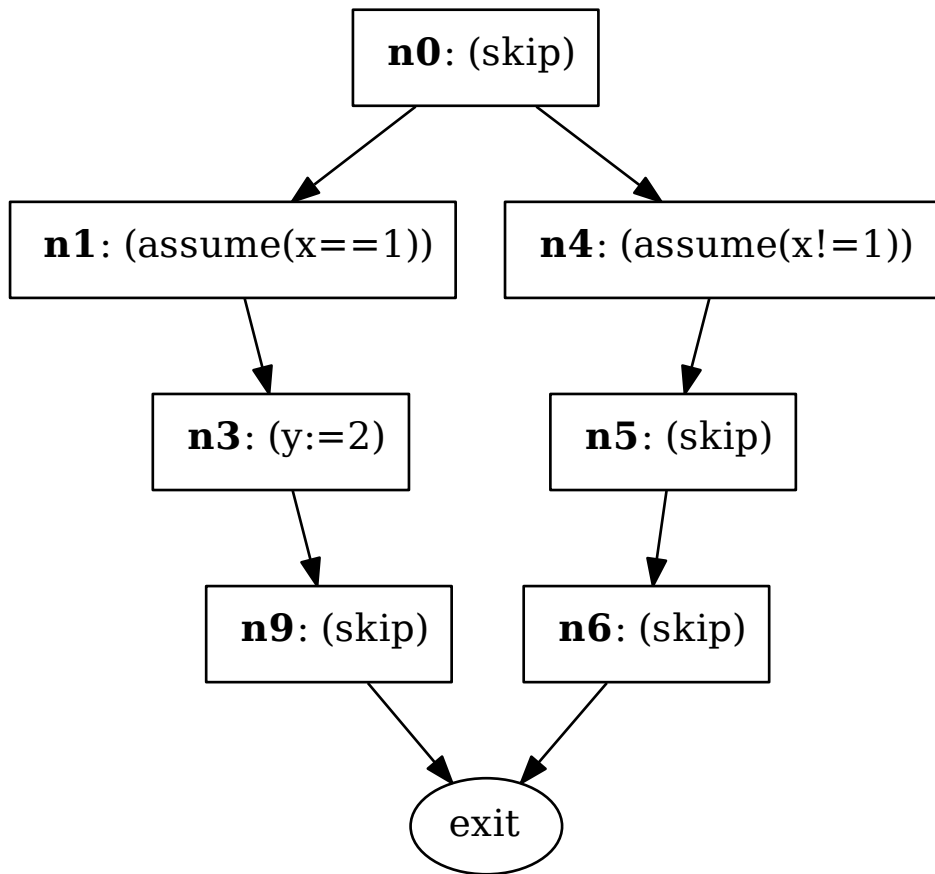 n0: (skip)
n1: (assume(x==1))
n4: (assume(x!=1))
n3: (y:=2)
n5: (skip)
n9: (skip)
n6: (skip)
exit